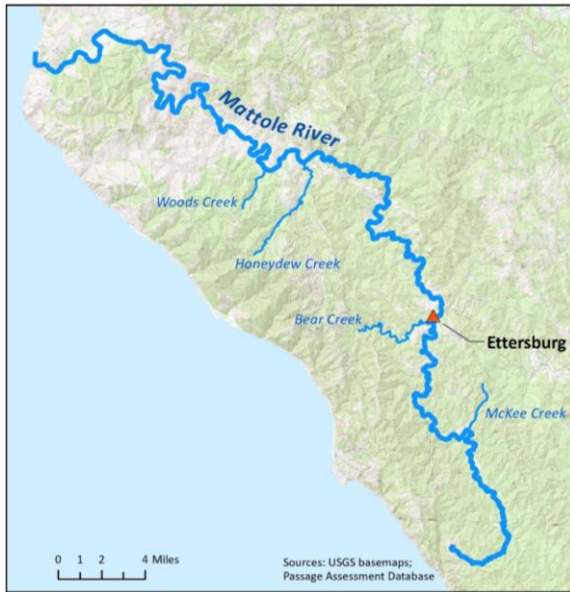 Mattole River
Woods Creek
Honeydew Creek
Bear Creek
Ettersburg
McKee Creek
0 1 2 4 Miles
Sources: USGS basemaps;
Passage Assessment Database